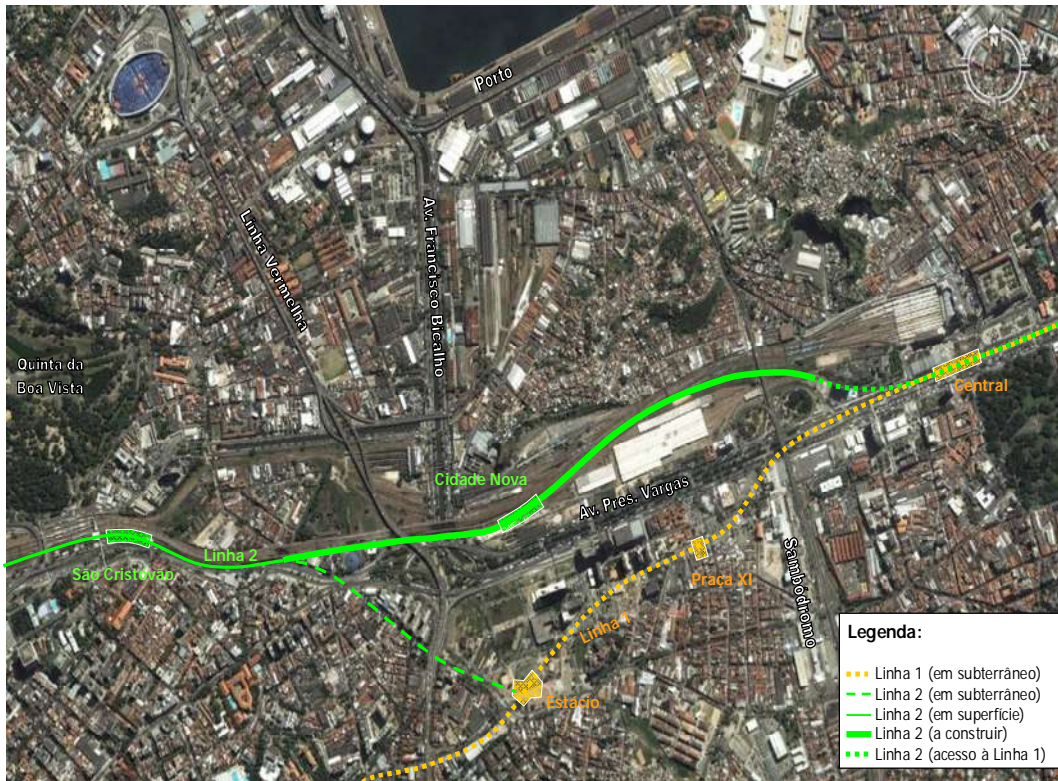 Porto
N
Linha Vermelha
Av. Francisco Bicalho
Quinta da
Boa Vista
Central
Cidade Nova
Av. Pres. Vargas
Linha 2
São Cristovão
Praça XI
Sambodromo
Linha 1
Estácio
Legenda:
Linha 1 (em subterrâneo)
Linha 2 (em subterrâneo)
Linha 2 (em superfície)
Linha 2 (a construir)
Linha 2 (acesso à Linha 1)